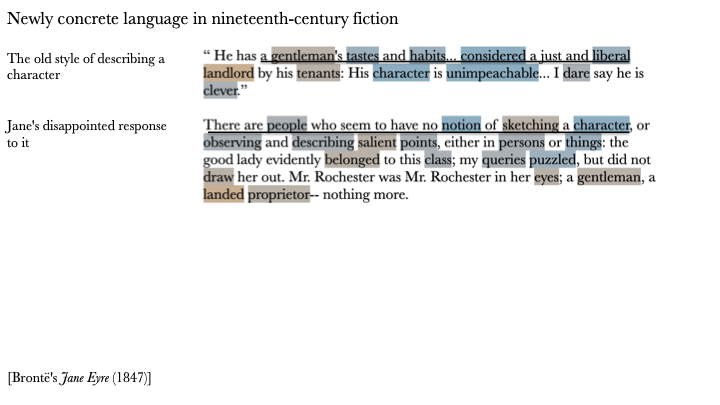 Newly concrete language in nineteenth-century fiction
The old style of describing a
character
“ He has a gentleman's tastes and habits... considered a just and liberal
landlord by his tenants: His character is unimpeachable... I dare say he is
clever.”
Jane's disappointed response
to it
There are people who seem to have no notion of sketching a character, or
observing and describing salient points, either in persons or things: the
good lady evidently belonged to this class; my queries puzzled, but did not
draw her out. Mr. Rochester was Mr. Rochester in her eyes; a gentleman, a
landed proprietor-- nothing more.
[Brontë's Jane Eyre (1847)]